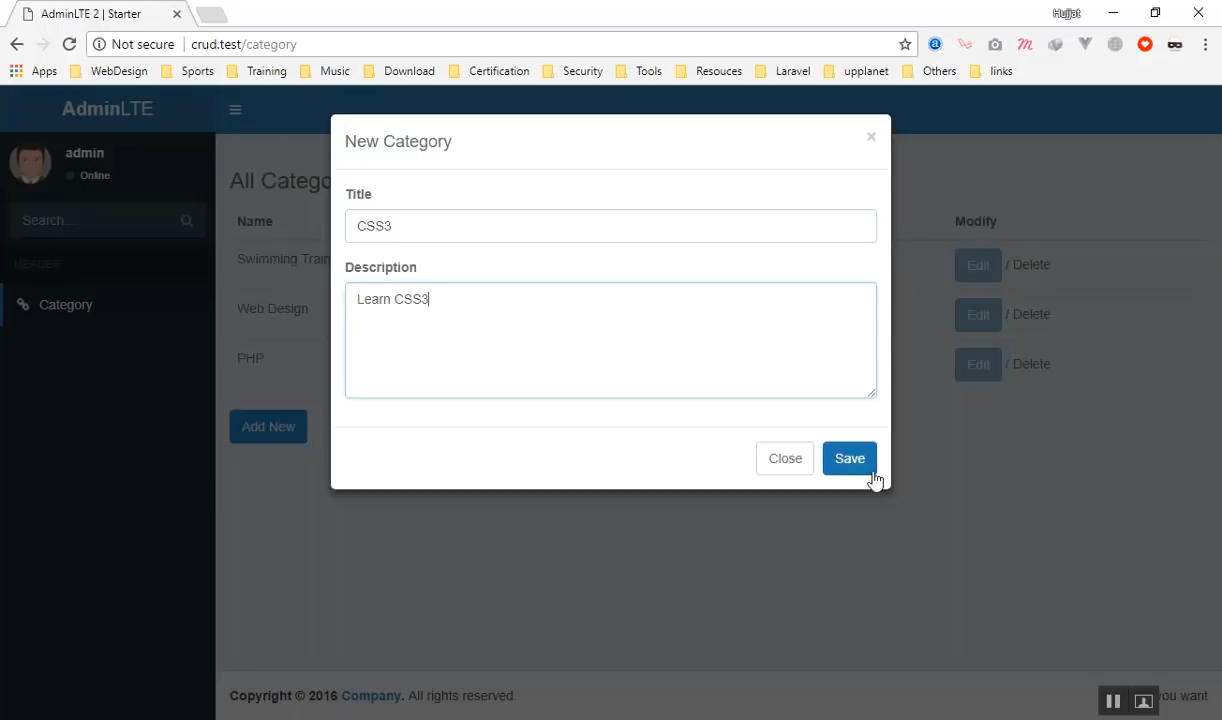 AdminLTE 2 | Starter
Hujjat
Not secure crud.test/category
Apps WebDesign Sports Training Music Download Certification Security Tools Resouces Laravel upplanet Others links
AdminLTE
admin
Online
Search...
HEADER
Category
All Catego
Name Modify
Swimming Train Edit / Delete
Web Design Edit / Delete
PHP Edit / Delete
Add New
New Category ×
Title
CSS3
Description
Learn CSS3
Close Save
Copyright © 2016 Company. All rights reserved. you want